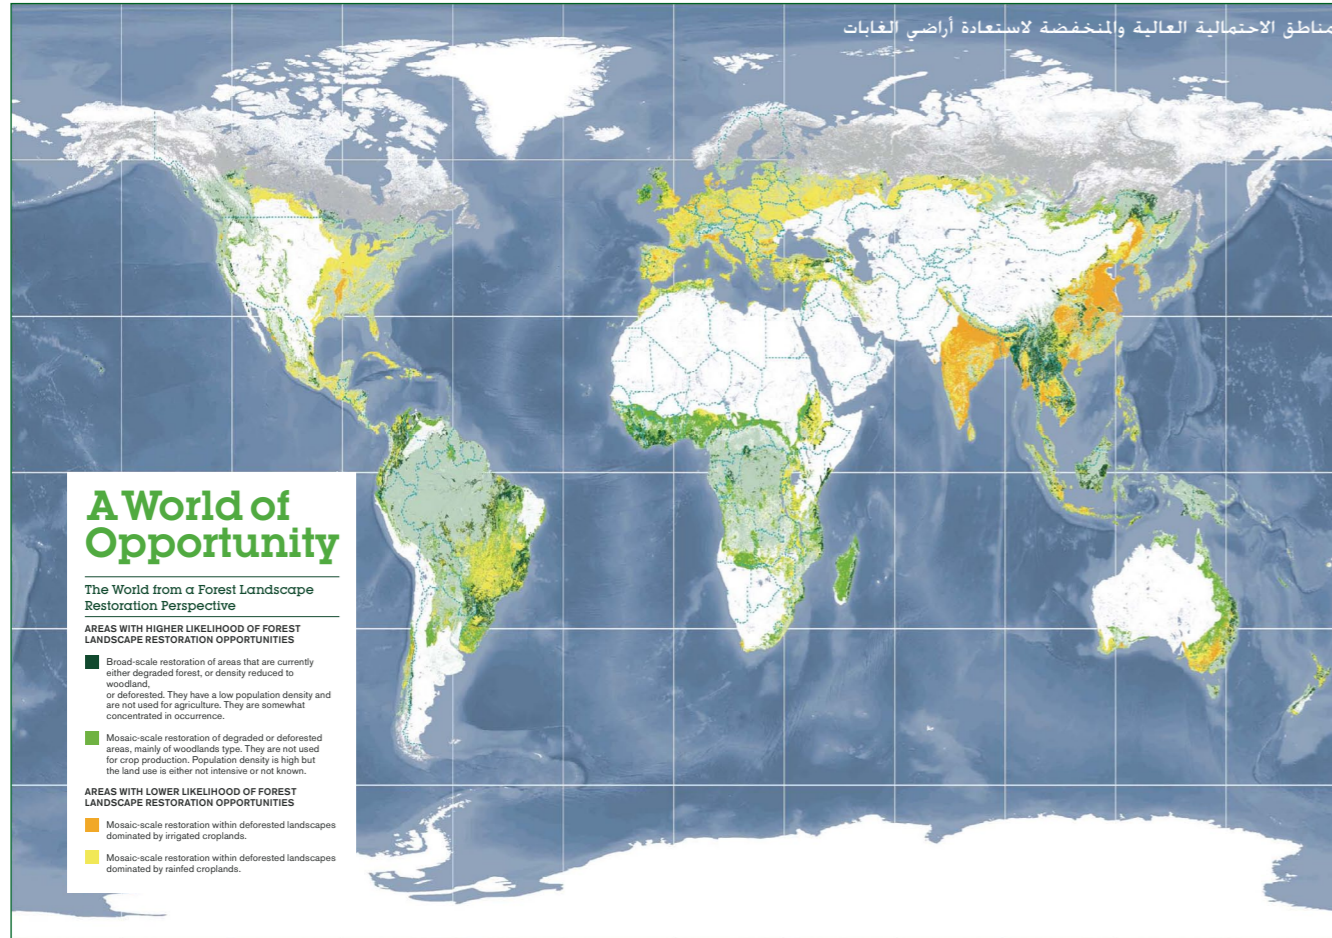 مناطق الاحتمالية العالية والمنخفضة لاستعادة أراضي الغابات
A World of
Opportunity
The World from a Forest Landscape
Restoration Perspective
AREAS WITH HIGHER LIKELIHOOD OF FOREST
LANDSCAPE RESTORATION OPPORTUNITIES
Broad-scale restoration of areas that are currently
either degraded forest, or density reduced to
woodland,
or deforested. They have a low population density and
are not used for agriculture. They are somewhat
concentrated in occurrence.
Mosaic-scale restoration of degraded or deforested
areas, mainly of woodlands type. They are not used
for crop production. Population density is high but
the land use is either not intensive or not known.
AREAS WITH LOWER LIKELIHOOD OF FOREST
LANDSCAPE RESTORATION OPPORTUNITIES
Mosaic-scale restoration within deforested landscapes
dominated by irrigated croplands.
Mosaic-scale restoration within deforested landscapes
dominated by rainfed croplands.